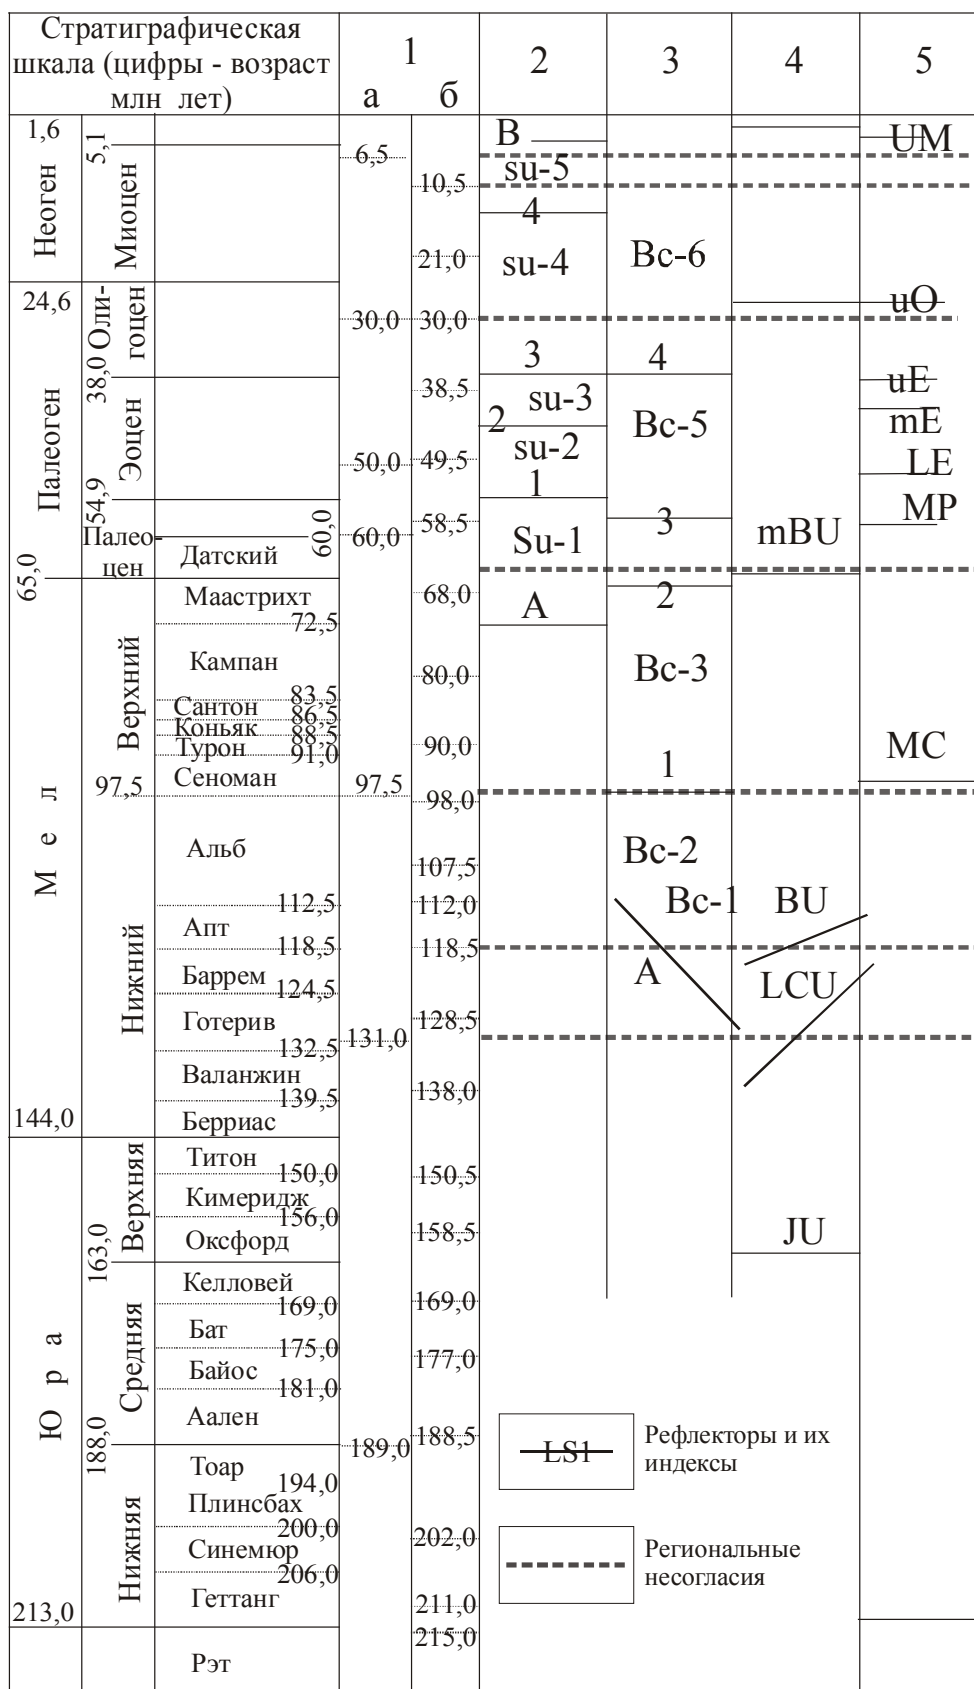 Стратиграфическая
шкала (цифры - возраст
млн лет)
1
а б
2
3
4
5
1,6
Неоген
24,6
Палеоген
65,0
Мел
144,0
Юра
213,0
5,1
Миоцен
Оли-
гоцен
38,0
Эоцен
54,9
Палео-
цен
60,0
Датский
Верхний
97,5
Нижний
Верхняя
163,0
Средняя
188,0
Нижняя
Маастрихт
72,5
Кампан
83,5
Сантон
86,5
Коньяк
88,5
Турон
91,0
Сеноман
Альб
112,5
Апт
118,5
Баррем
124,5
Готерив
132,5
Валанжин
139,5
Берриас
Титон
150,0
Кимеридж
156,0
Оксфорд
Келловей
169,0
Бат
175,0
Байос
181,0
Аален
Тоар
194,0
Плинсбах
200,0
Синемюр
206,0
Геттанг
Рэт
6,5
30,0
50,0
60,0
97,5
131,0
189,0
10,5
21,0
30,0
38,5
49,5
58,5
68,0
80,0
90,0
98,0
107,5
112,0
118,5
128,5
138,0
150,5
158,5
169,0
177,0
188,5
202,0
211,0
215,0
B
su-5
4
su-4
3
su-3
2
su-2
1
Su-1
A
Bc-6
4
Bc-5
3
2
Bc-3
1
Bc-2
Bc-1
A
mBU
BU
LCU
JU
UM
uO
uE
mE
LE
MP
MC
LS1
Рефлекторы и их
индексы
Региональные
несогласия